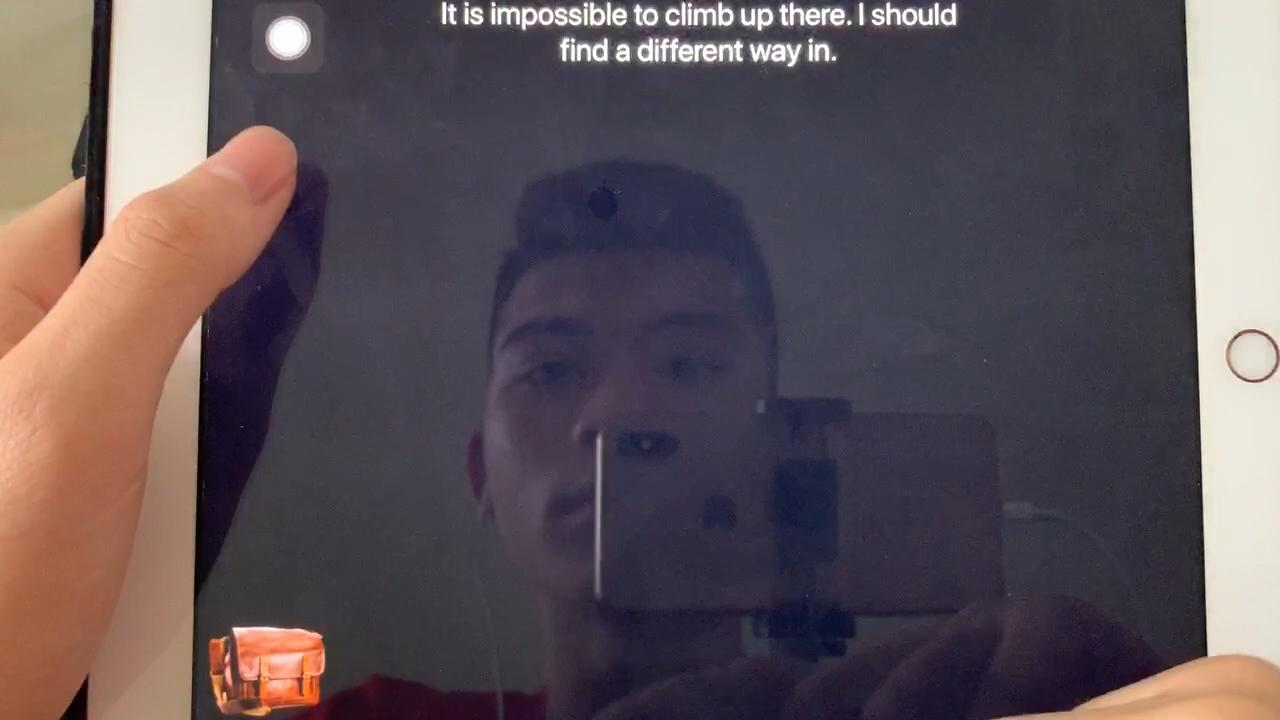 It is impossible to climb up there. I should
find a different way in.